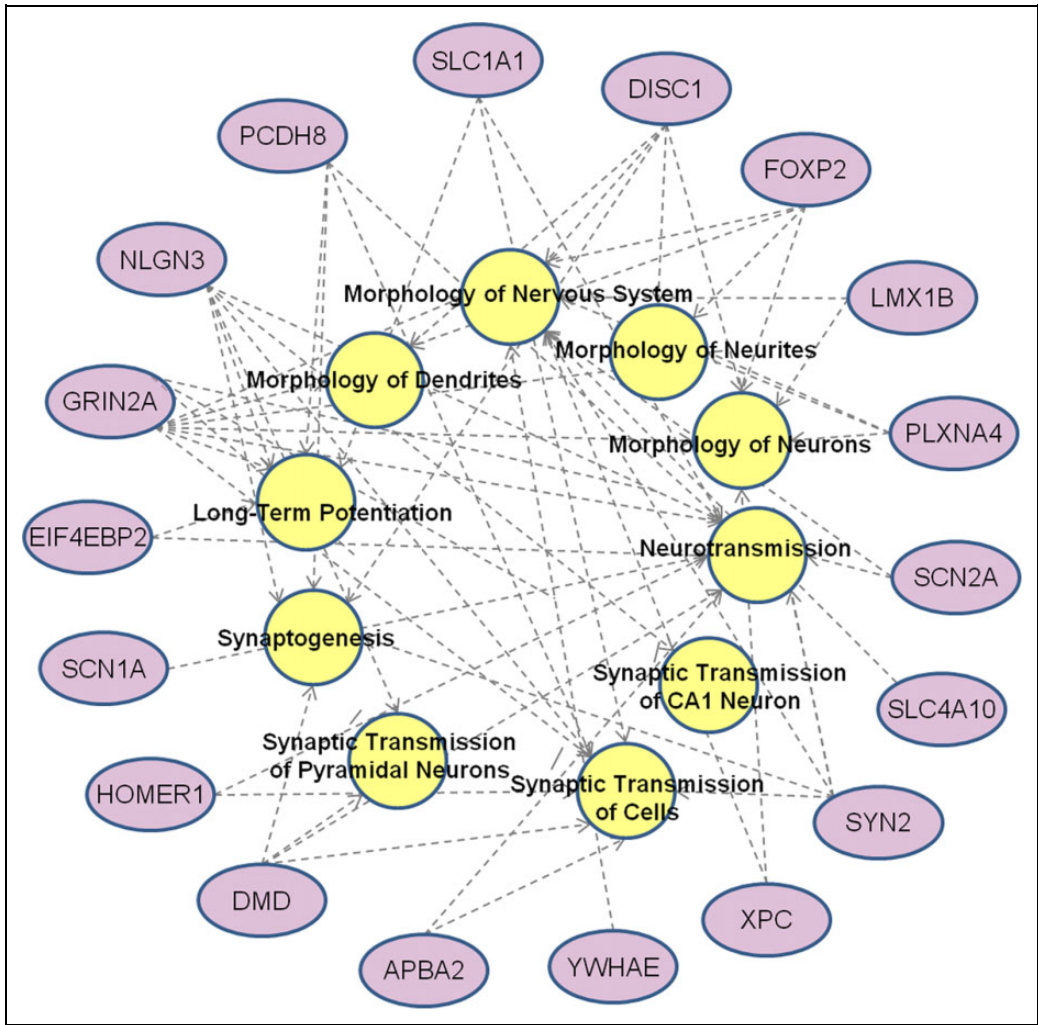 SLC1A1
DISC1
PCDH8
FOXP2
NLGN3
LMX1B
Morphology of Nervous System
Morphology of Neurites
Morphology of Dendrites
GRIN2A
PLXNA4
Morphology of Neurons
Long-Term Potentiation
EIF4EBP2
Neurotransmission
SCN2A
Synaptogenesis
SCN1A
Synaptic Transmission
of CA1 Neuron
SLC4A10
Synaptic Transmission
of Pyramidal Neurons
HOMER1
Synaptic Transmission
of Cells
SYN2
DMD
XPC
APBA2
YWHAE